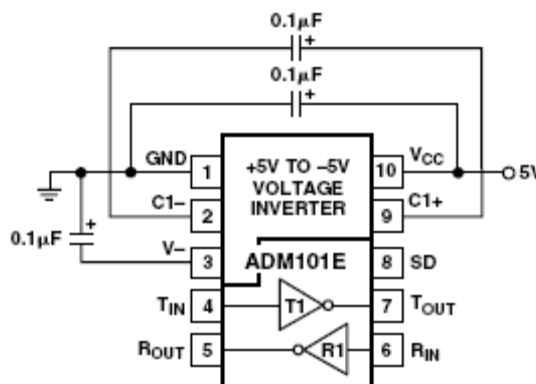 0.1µF
+
0.1µF
+
GND
1
+5V TO –5V
VOLTAGE
INVERTER
10
VCC
5V
C1–
2
9
C1+
+
0.1µF
V–
3
ADM101E
8
SD
TIN
4
T1
7
TOUT
ROUT
5
R1
6
RIN